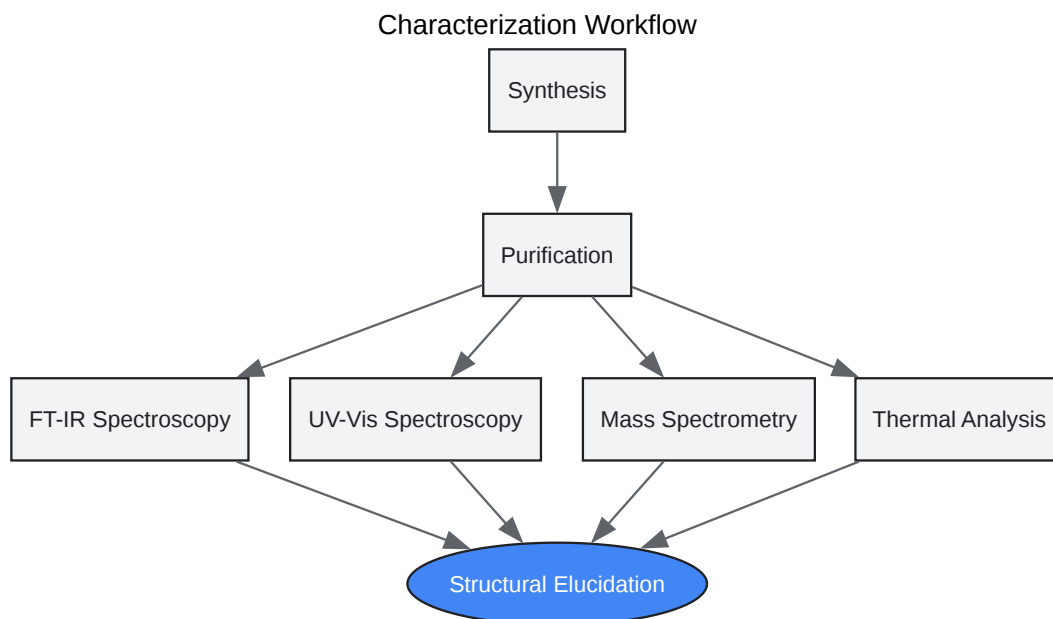 Characterization Workflow
Synthesis
Purification
FT-IR Spectroscopy
UV-Vis Spectroscopy
Mass Spectrometry
Thermal Analysis
Structural Elucidation